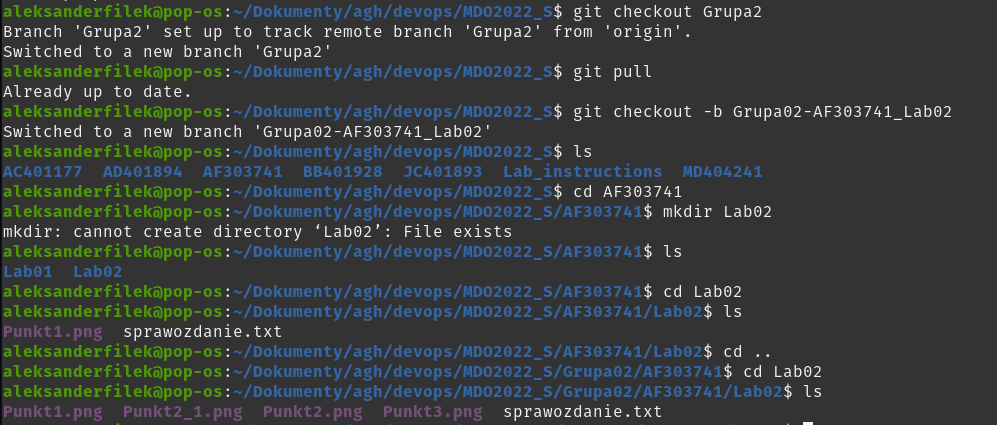 aleksanderfilek@pop-os:~/Dokumenty/agh/devops/MDO2022_S$ git checkout Grupa2
Branch 'Grupa2' set up to track remote branch 'Grupa2' from 'origin'.
Switched to a new branch 'Grupa2'
aleksanderfilek@pop-os:~/Dokumenty/agh/devops/MDO2022_S$ git pull
Already up to date.
aleksanderfilek@pop-os:~/Dokumenty/agh/devops/MDO2022_S$ git checkout -b Grupa02-AF303741_Lab02
Switched to a new branch 'Grupa02-AF303741_Lab02'
aleksanderfilek@pop-os:~/Dokumenty/agh/devops/MDO2022_S$ ls
AC401177  AD401894  AF303741  BB401928  JC401893  Lab_instructions  MD404241
aleksanderfilek@pop-os:~/Dokumenty/agh/devops/MDO2022_S$ cd AF303741
aleksanderfilek@pop-os:~/Dokumenty/agh/devops/MDO2022_S/AF303741$ mkdir Lab02
mkdir: cannot create directory ‘Lab02’: File exists
aleksanderfilek@pop-os:~/Dokumenty/agh/devops/MDO2022_S/AF303741$ ls
Lab01  Lab02
aleksanderfilek@pop-os:~/Dokumenty/agh/devops/MDO2022_S/AF303741$ cd Lab02
aleksanderfilek@pop-os:~/Dokumenty/agh/devops/MDO2022_S/AF303741/Lab02$ ls
Punkt1.png  sprawozdanie.txt
aleksanderfilek@pop-os:~/Dokumenty/agh/devops/MDO2022_S/AF303741/Lab02$ cd ..
aleksanderfilek@pop-os:~/Dokumenty/agh/devops/MDO2022_S/Grupa02/AF303741$ cd Lab02
aleksanderfilek@pop-os:~/Dokumenty/agh/devops/MDO2022_S/Grupa02/AF303741/Lab02$ ls
Punkt1.png  Punkt2_1.png  Punkt2.png  Punkt3.png  sprawozdanie.txt